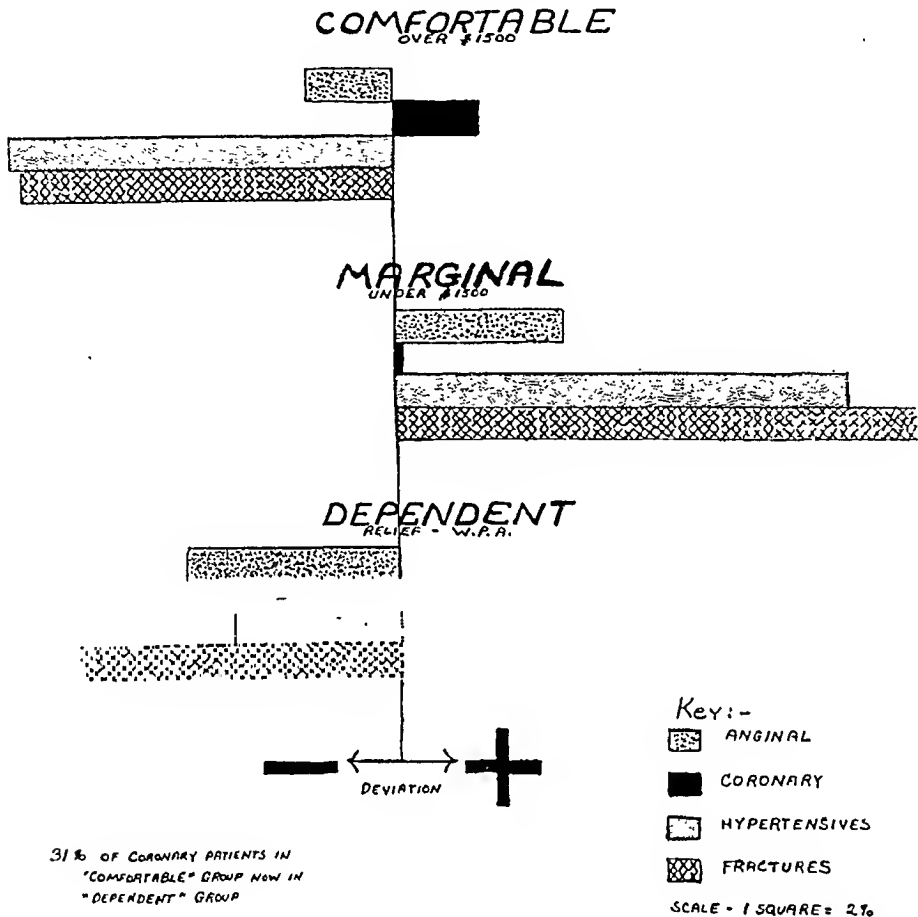 COMFORTABLE
OVER $1500
MARGINAL
UNDER $1500
DEPENDENT
RELIEF - W.P.A.
DEVIATION
Key:-
ANGINAL
CORONARY
HYPERTENSIVES
FRACTURES
SCALE - 1 SQUARE = 2%
31% OF CORONARY PATIENTS IN
"COMFORTABLE" GROUP NOW IN
"DEPENDENT" GROUP